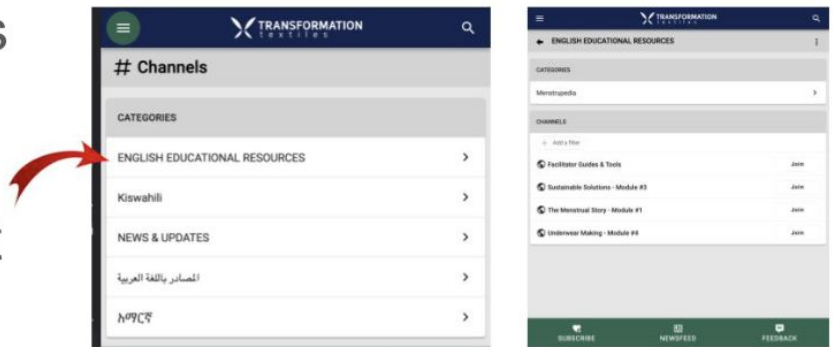 TRANSFORMATION
textiles
# Channels
CATEGORIES
ENGLISH EDUCATIONAL RESOURCES
Kiswahili
NEWS & UPDATES
المصادر باللغة العربية
አማርኛ
TRANSFORMATION
textiles
ENGLISH EDUCATIONAL RESOURCES
CATEGORIES
Menstrupedia
CHANNELS
+ Add a filter
Facilitator Guides & Tools Join
Sustainable Solutions - Module #3 Join
The Menstrual Story - Module #1 Join
Underwear Making - Module #4 Join
SUBSCRIBE NEWSFEED FEEDBACK